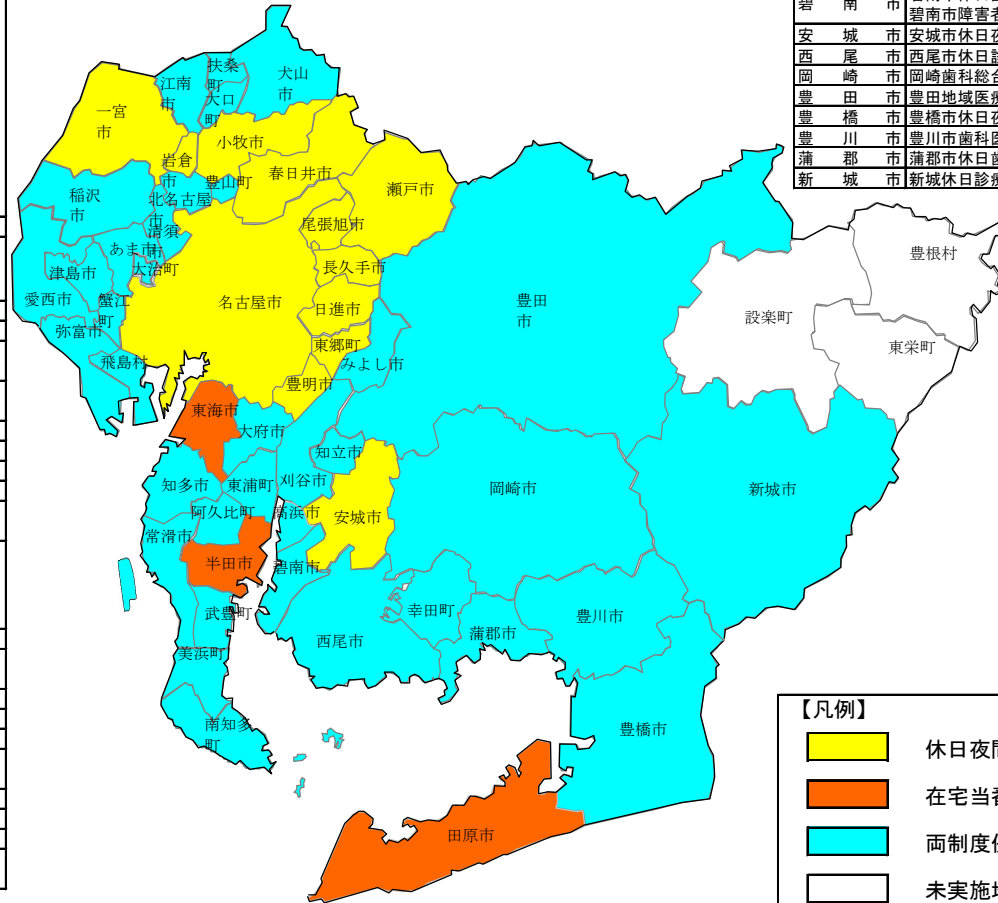 碧南市
碧南市障害者
安城市 安城市休日夜
西尾市 西尾市休日診
岡崎市 岡崎歯科総合
豊田市 豊田地域医療
豊橋市 豊橋市休日夜
豊川市 豊川市歯科医
蒲郡市 蒲郡市休日歯
新城市 新城休日診療
扶桑
町
犬山
市
江南
市
大口
町
一宮
市
小牧市
岩倉
市
春日井市
豊山町
瀬戸市
稲沢
市
北名古屋
市
清須
市
尾張旭市
あま市
大治町
津島市
長久手市
愛西市
蟹江
町
名古屋市
日進市
弥富市
東郷町
飛島村
みよし市
豊明市
豊田
市
豊根村
設楽町
東栄町
東海市
大府市
知立市
知多市
東浦町
刈谷市
岡崎市
新城市
阿久比町
高浜市
安城市
常滑市
半田市
碧南市
武豊町
幸田町
豊川市
西尾市
蒲郡市
美浜町
南知多
町
豊橋市
田原市
【凡例】
休日夜間
在宅当番
両制度併
未実施地